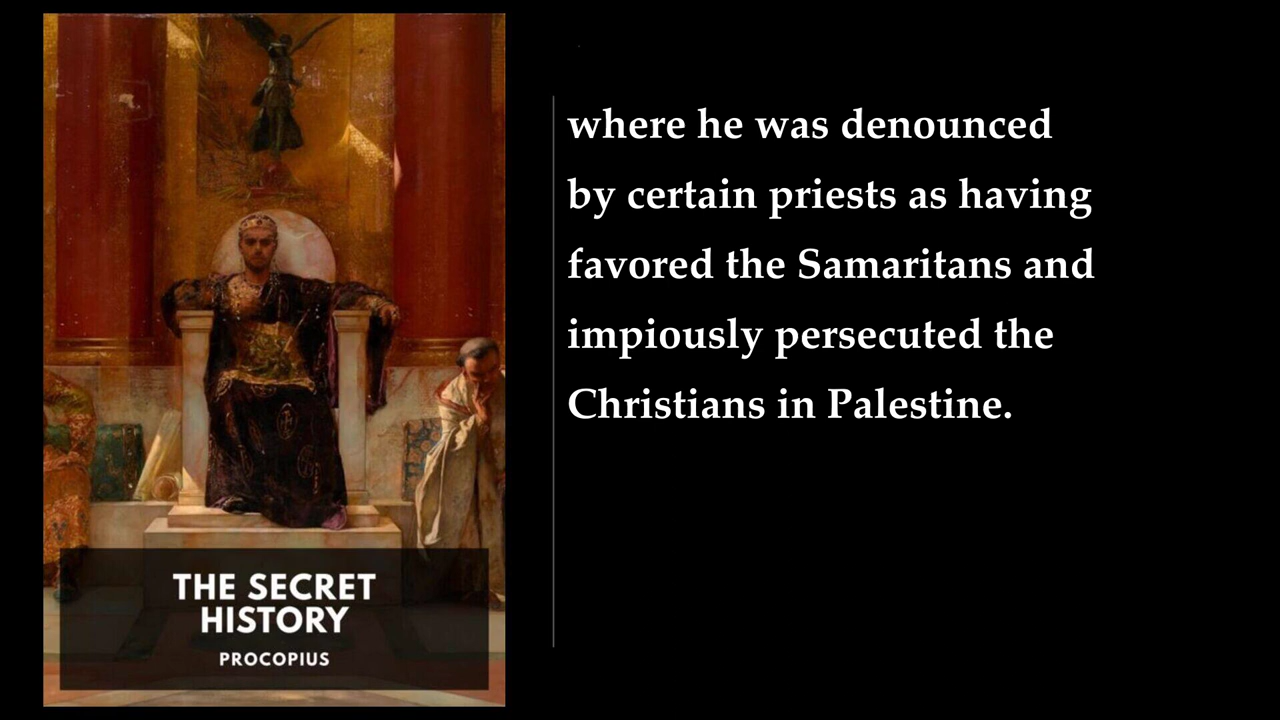 THE SECRET
HISTORY
PROCOPIUS
where he was denounced
by certain priests as having
favored the Samaritans and
impiously persecuted the
Christians in Palestine.